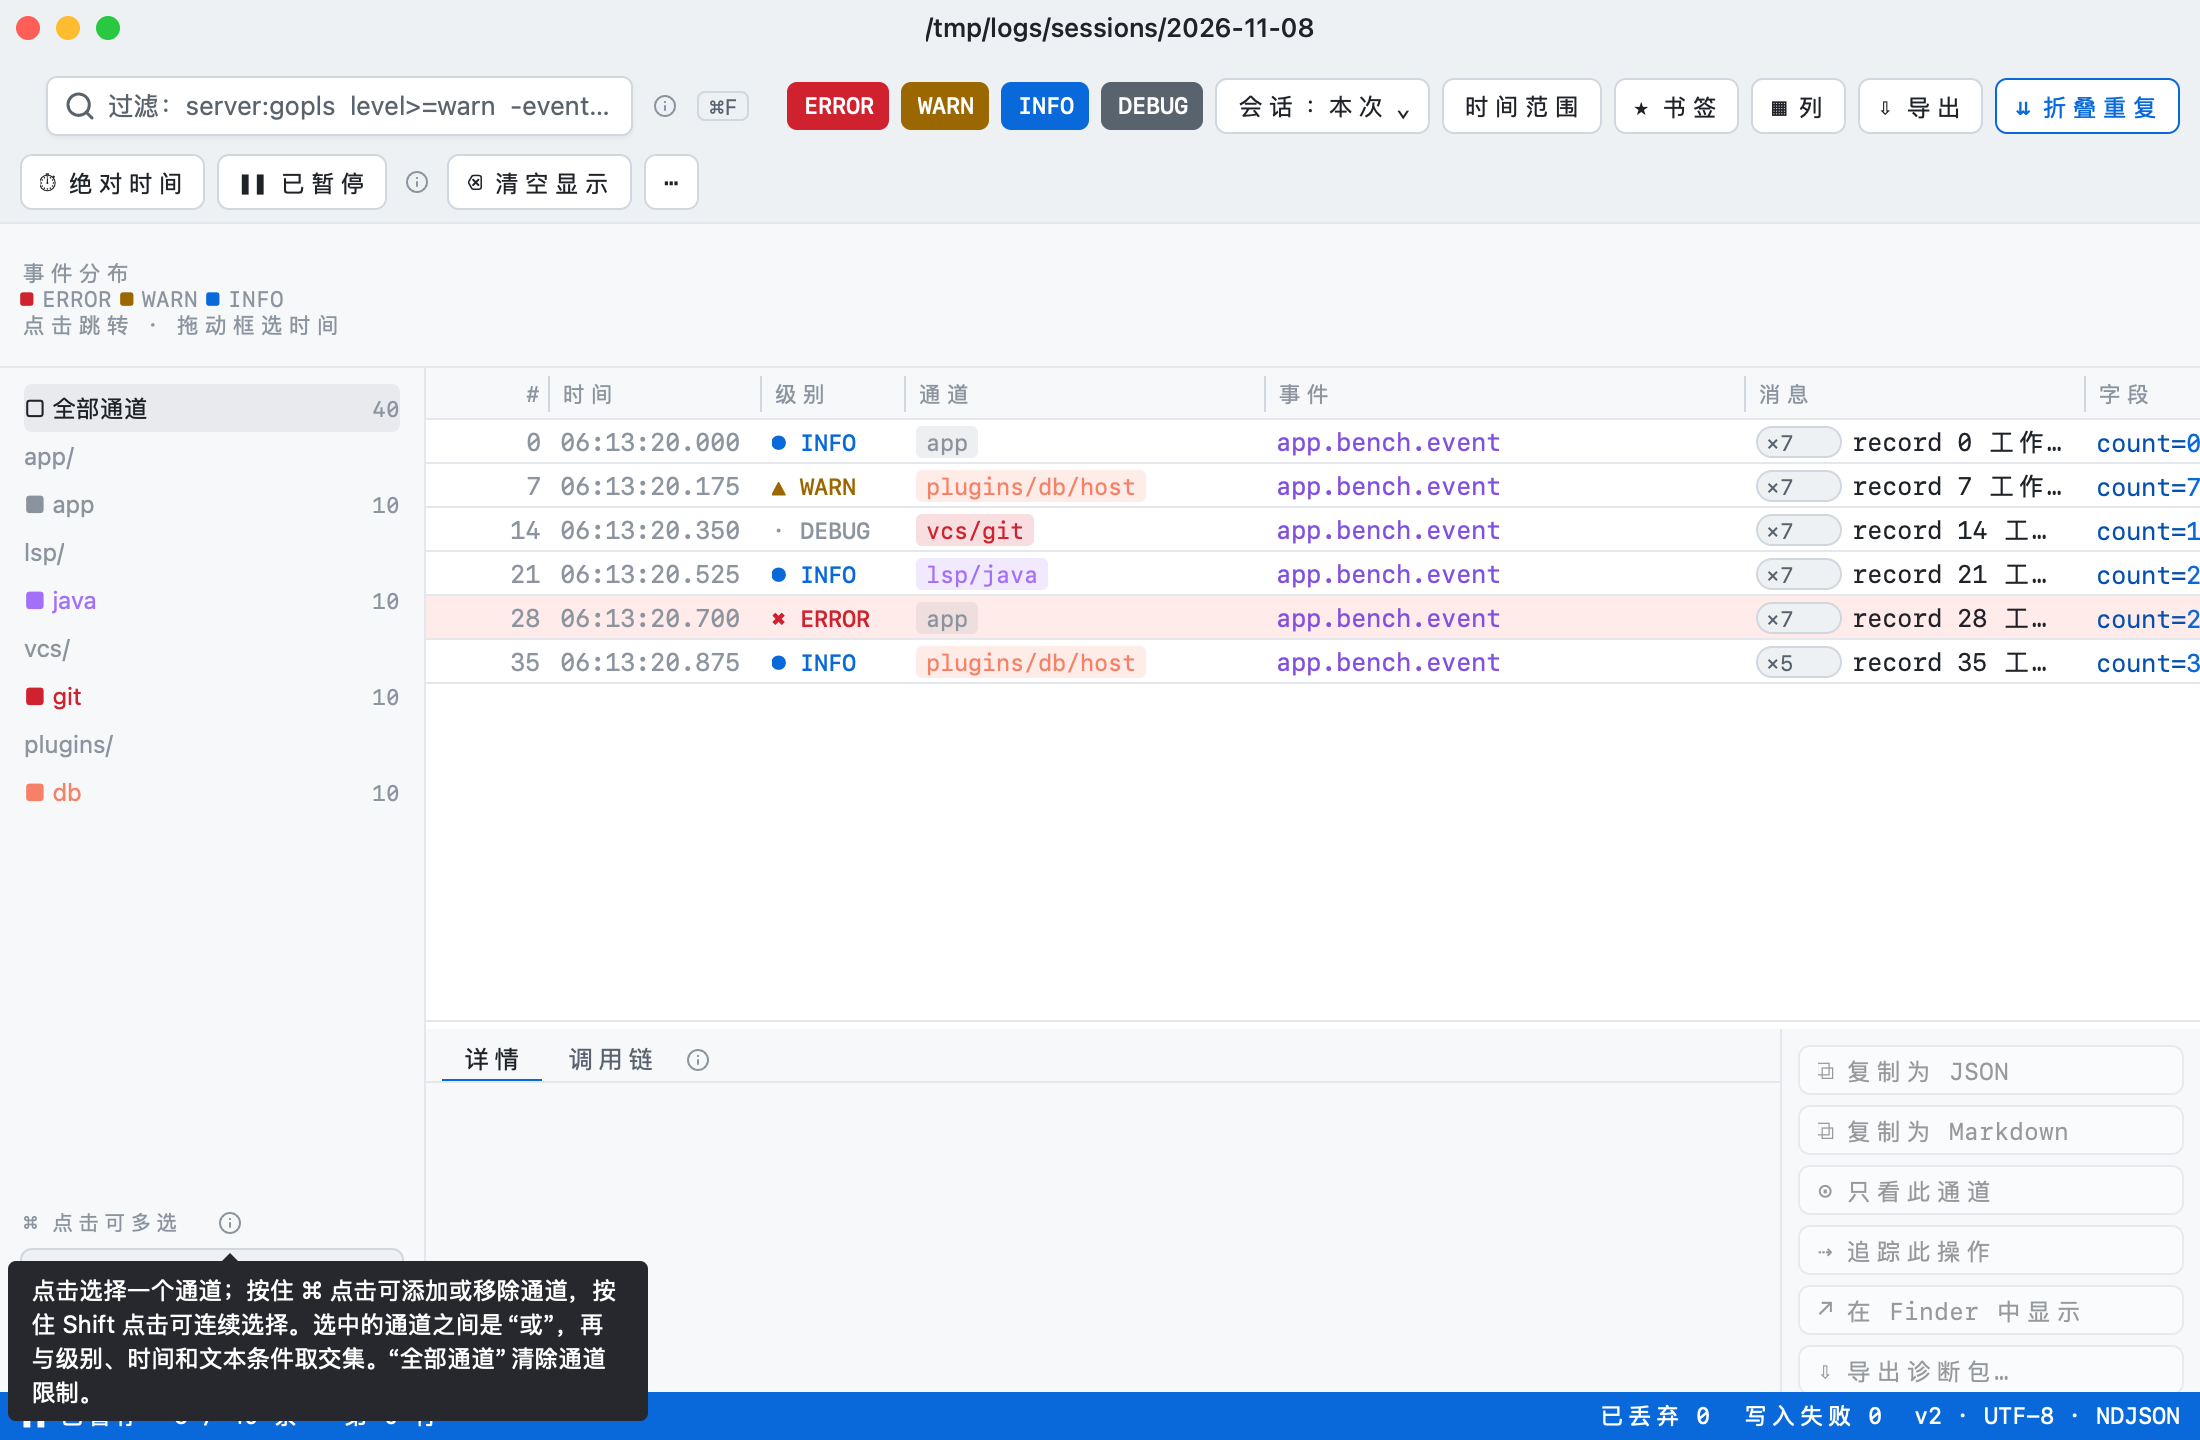 /tmp/logs/sessions/2026-11-08
过滤：server:gopls level>=warn -event... ⌘F ERROR WARN INFO DEBUG 会话：本次 ⌄ 时间范围 ★ 书签 ▦ 列 ⇩ 导出 ⇊ 折叠重复
⏱ 绝对时间 ❚❚ 已暂停 ⌫ 清空显示 …
事件分布
ERROR WARN INFO
点击跳转 · 拖动框选时间
全部通道 40
app/
app 10
lsp/
java 10
vcs/
git 10
plugins/
db 10
⌘ 点击可多选
# 时间 级别 通道 事件 消息 字段
0 06:13:20.000 ● INFO app app.bench.event ×7 record 0 工作… count=0
7 06:13:20.175 ▲ WARN plugins/db/host app.bench.event ×7 record 7 工作… count=7
14 06:13:20.350 · DEBUG vcs/git app.bench.event ×7 record 14 工… count=1
21 06:13:20.525 ● INFO lsp/java app.bench.event ×7 record 21 工… count=2
28 06:13:20.700 ✖ ERROR app app.bench.event ×7 record 28 工… count=2
35 06:13:20.875 ● INFO plugins/db/host app.bench.event ×5 record 35 工… count=3
详情 调用链
复制为 JSON
复制为 Markdown
只看此通道
⇢ 追踪此操作
↗ 在 Finder 中显示
⇩ 导出诊断包…
点击选择一个通道；按住 ⌘ 点击可添加或移除通道，按
住 Shift 点击可连续选择。选中的通道之间是“或”，再
与级别、时间和文本条件取交集。“全部通道”清除通道
限制。
已丢弃 0 写入失败 0 v2 · UTF-8 · NDJSON